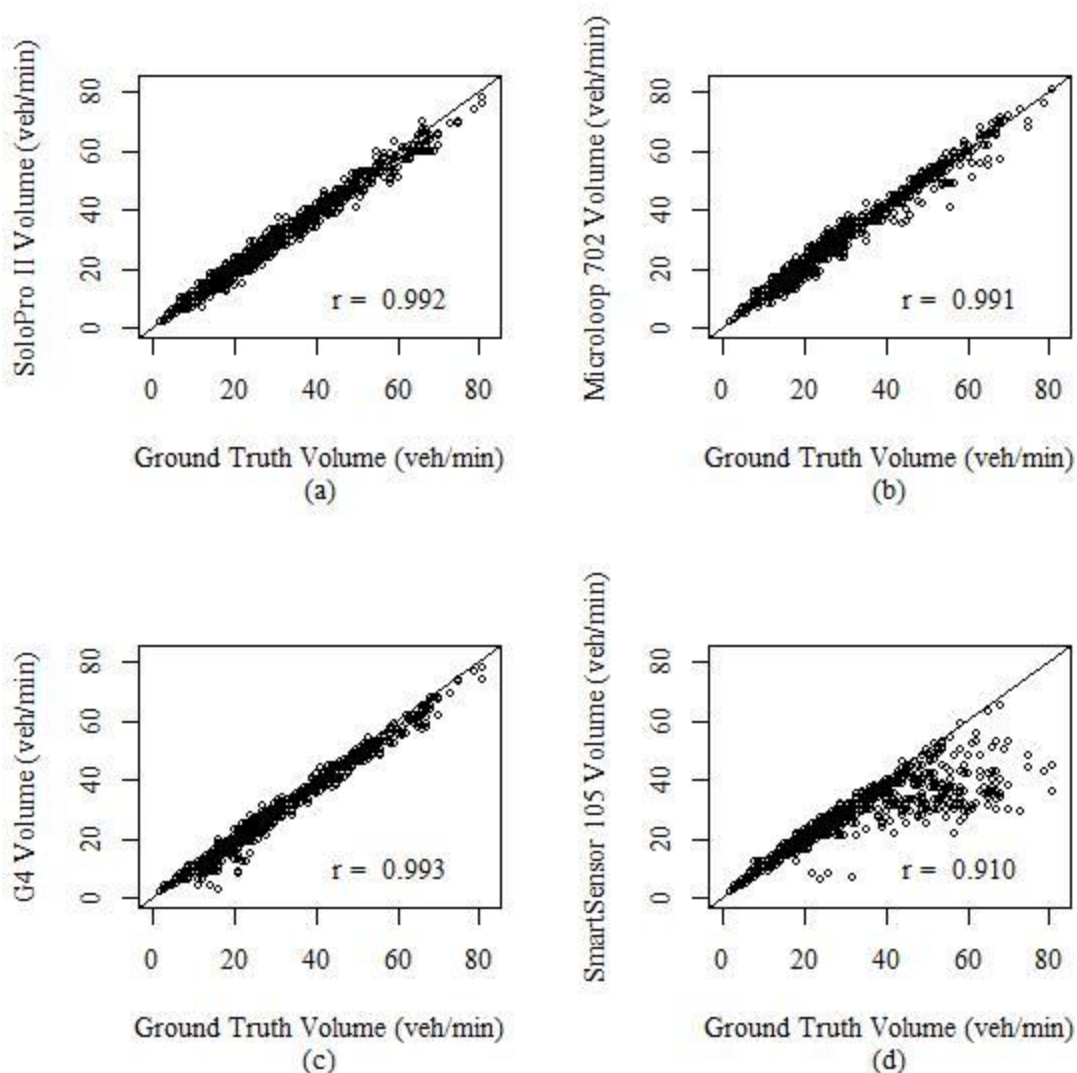 SoloPro II Volume (veh/min)
80
60
40
20
0
r = 0.992
0 20 40 60 80
Ground Truth Volume (veh/min)
(a)
Microloop 702 Volume (veh/min)
80
60
40
20
0
r = 0.991
0 20 40 60 80
Ground Truth Volume (veh/min)
(b)
G4 Volume (veh/min)
80
60
40
20
0
r = 0.993
0 20 40 60 80
Ground Truth Volume (veh/min)
(c)
SmartSensor 105 Volume (veh/min)
80
60
40
20
0
r = 0.910
0 20 40 60 80
Ground Truth Volume (veh/min)
(d)